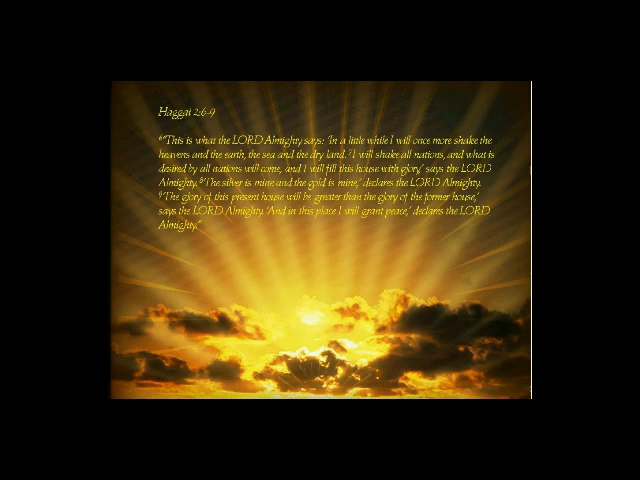 Haggai 2:6-9
⁶"This is what the LORD Almighty says: 'In a little while I will once more shake the
heavens and the earth, the sea and the dry land. ⁷I will shake all nations, and what is
desired by all nations will come, and I will fill this house with glory,' says the LORD
Almighty. ⁸'The silver is mine and the gold is mine,' declares the LORD Almighty.
⁹'The glory of this present house will be greater than the glory of the former house,'
says the LORD Almighty. 'And in this place I will grant peace,' declares the LORD
Almighty."